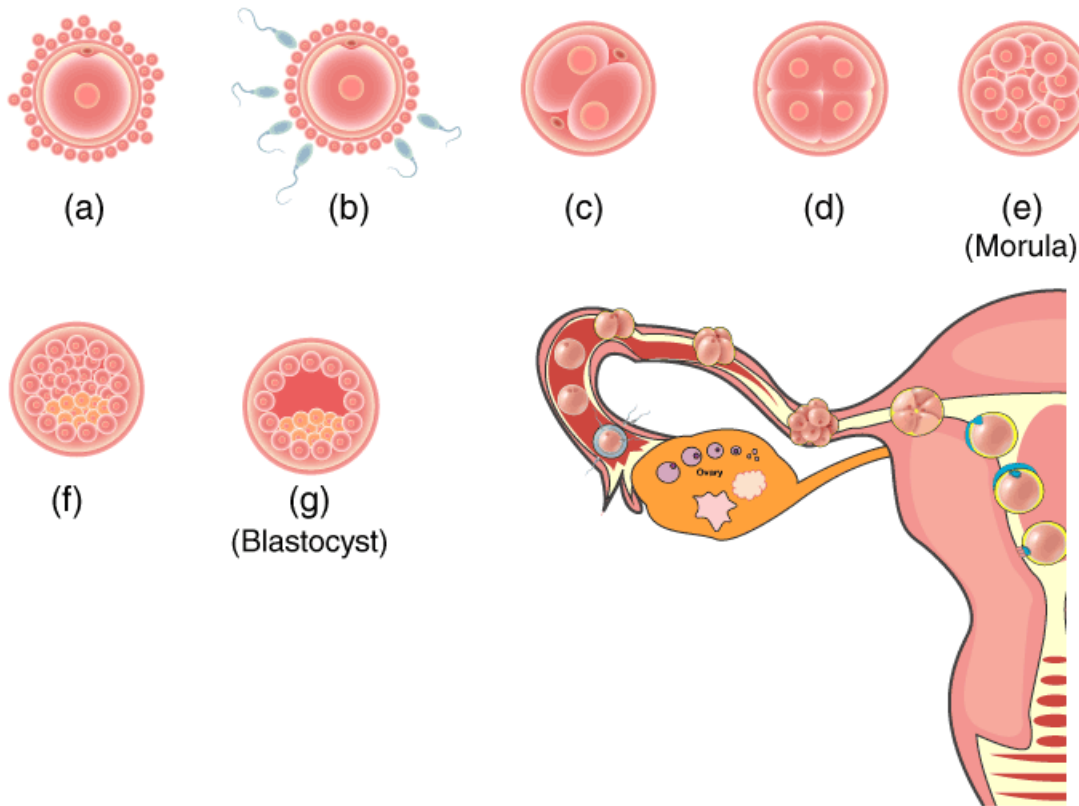 (a)
(b)
(c)
(d)
(e)
(Morula)
(f)
(g)
(Blastocyst)
Ovary